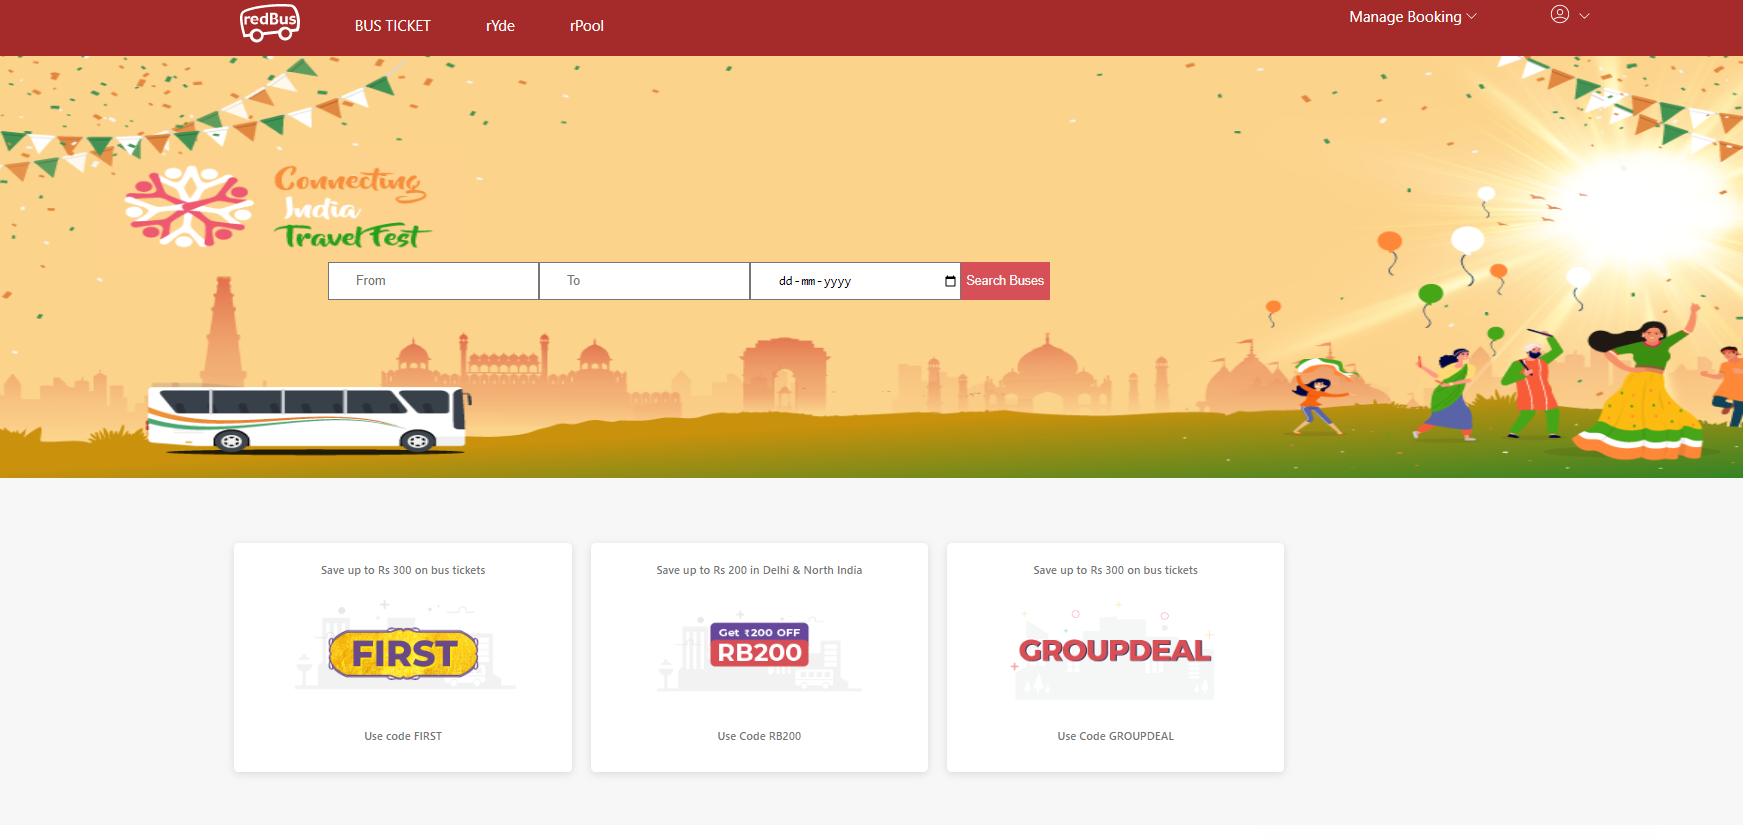 redBus
BUS TICKET
rYde
rPool
Manage Booking
Connecting
India
Travel Fest
From
To
dd-mm-yyyy
Search Buses
Save up to Rs 300 on bus tickets
FIRST
Use code FIRST
Save up to Rs 200 in Delhi & North India
Get ₹200 OFF
RB200
Use Code RB200
Save up to Rs 300 on bus tickets
GROUPDEAL
Use Code GROUPDEAL